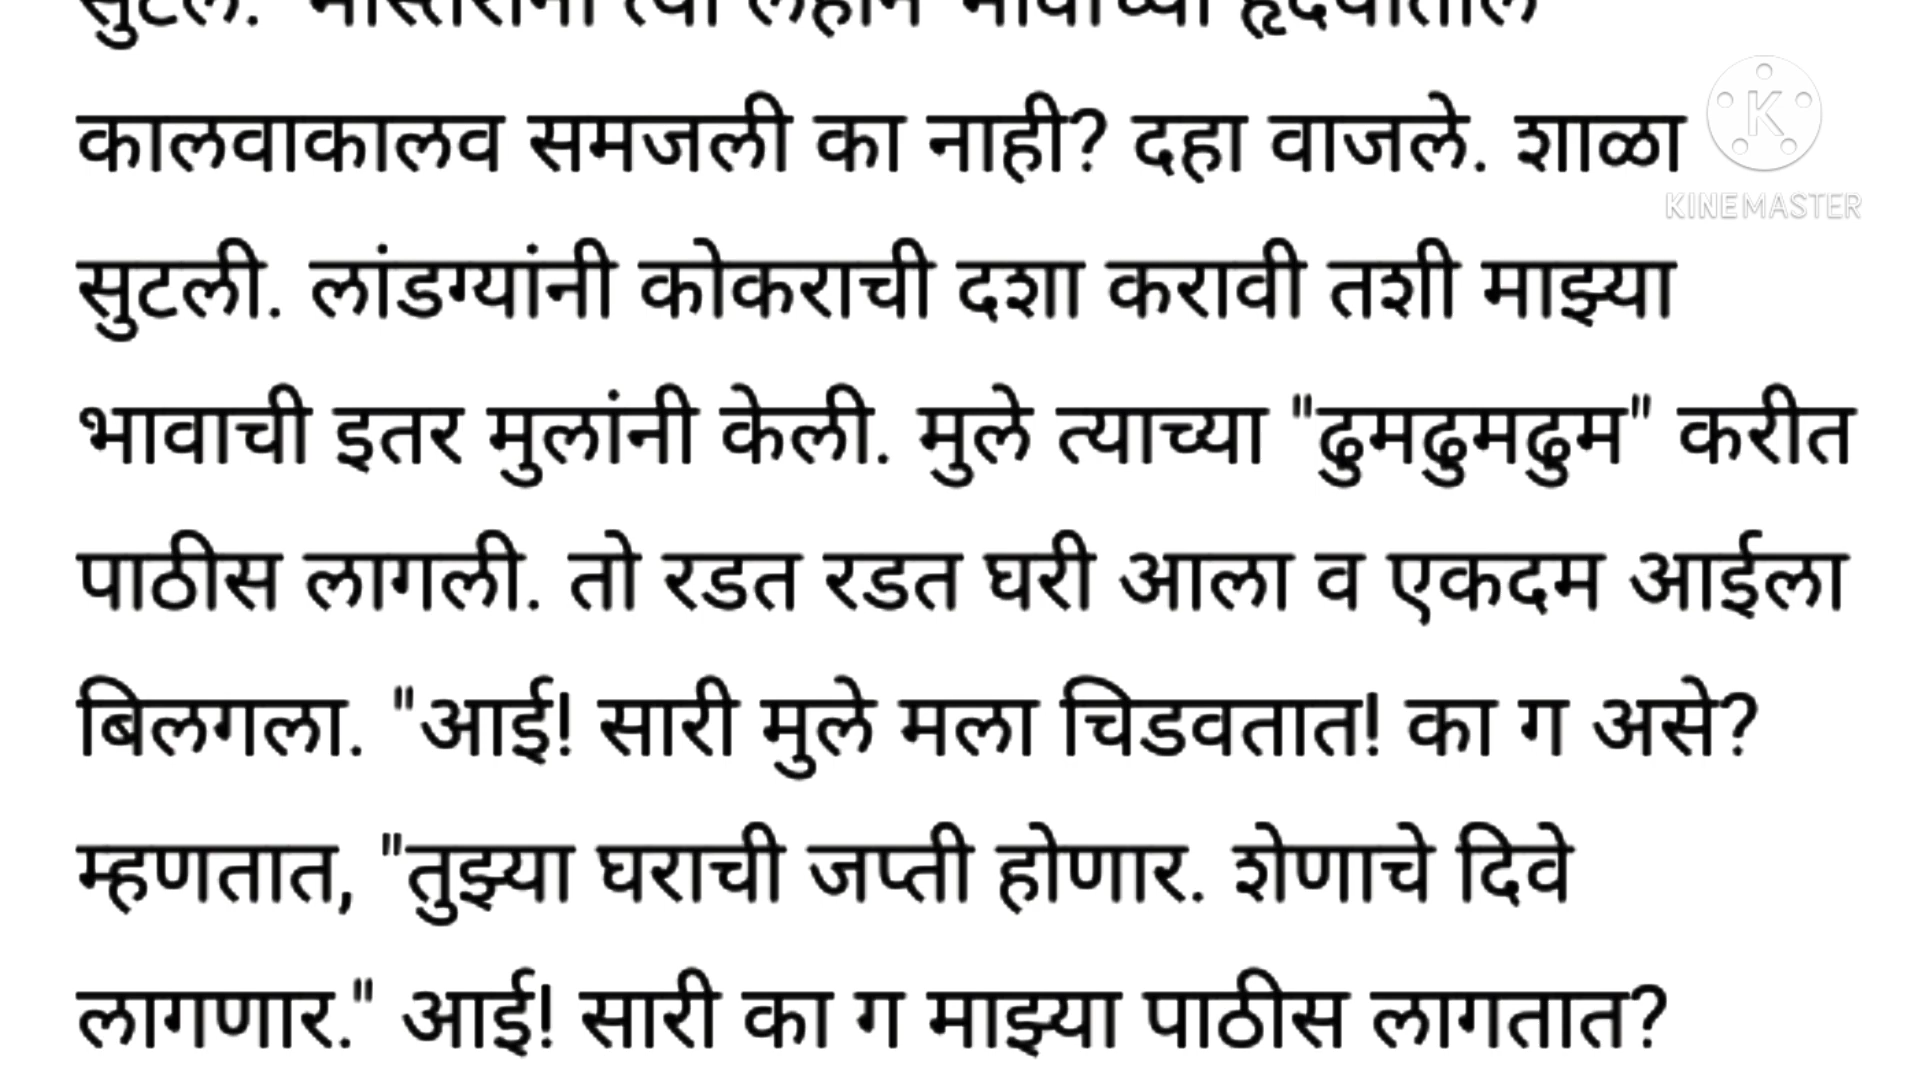 कालवाकालव समजली का नाही? दहा वाजले. शाळा
KINEMASTER
सुटली. लांडग्यांनी कोकराची दशा करावी तशी माझ्या
भावाची इतर मुलांनी केली. मुले त्याच्या "ढुमढुमढुम" करीत
पाठीस लागली. तो रडत रडत घरी आला व एकदम आईला
बिलगला. "आई! सारी मुले मला चिडवतात! का ग असे?
म्हणतात, "तुझ्या घराची जप्ती होणार. शेणाचे दिवे
लागणार." आई! सारी का ग माझ्या पाठीस लागतात?